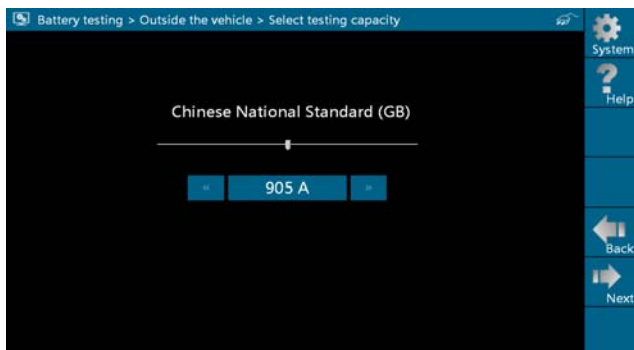 Battery testing > Outside the vehicle > Select testing capacity
System
Help
Chinese National Standard (GB)
« 905 A »
Back
Next